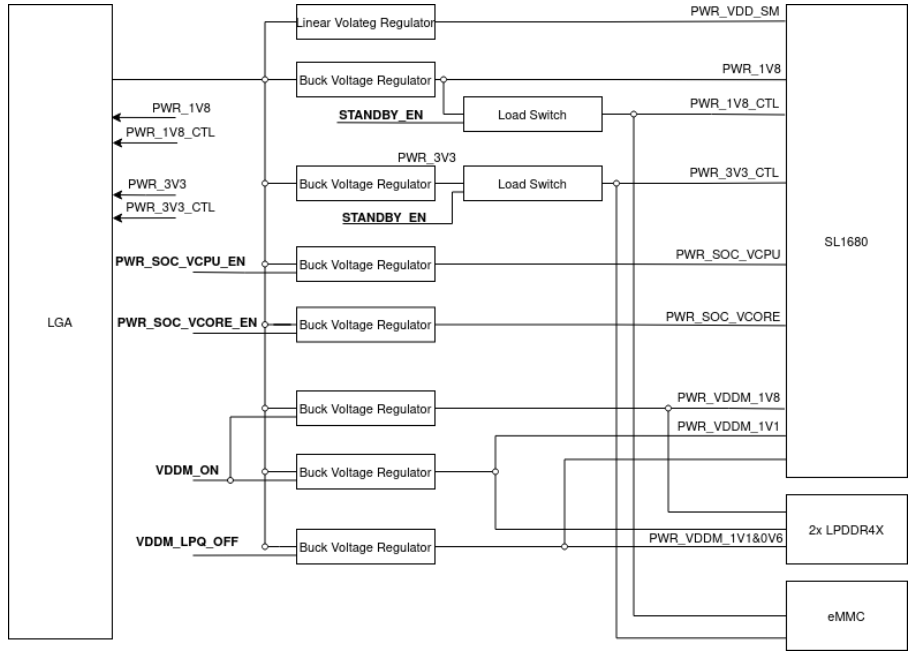 Linear Volateg Regulator
PWR_VDD_SM
Buck Voltage Regulator
PWR_1V8
PWR_1V8
STANDBY_EN
Load Switch
PWR_1V8_CTL
PWR_1V8_CTL
PWR_3V3
PWR_3V3
Buck Voltage Regulator
Load Switch
PWR_3V3_CTL
PWR_3V3_CTL
STANDBY_EN
SL1680
PWR_SOC_VCPU_EN
Buck Voltage Regulator
PWR_SOC_VCPU
LGA
PWR_SOC_VCORE_EN
Buck Voltage Regulator
PWR_SOC_VCORE
Buck Voltage Regulator
PWR_VDDM_1V8
PWR_VDDM_1V1
VDDM_ON
Buck Voltage Regulator
VDDM_LPQ_OFF
Buck Voltage Regulator
PWR_VDDM_1V1&0V6
2x LPDDR4X
eMMC